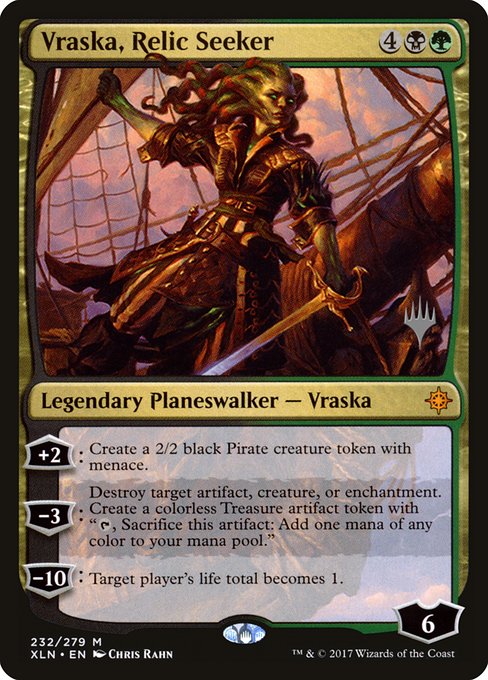 Vraska, Relic Seeker 4
Legendary Planeswalker — Vraska
+2 : Create a 2/2 black Pirate creature token with
menace.
Destroy target artifact, creature, or enchantment.
−3 : Create a colorless Treasure artifact token with
“, Sacrifice this artifact: Add one mana of any
color to your mana pool.”
−10 : Target player's life total becomes 1.
6
232/279 M
XLN • EN Chris Rahn
™ & © 2017 Wizards of the Coast